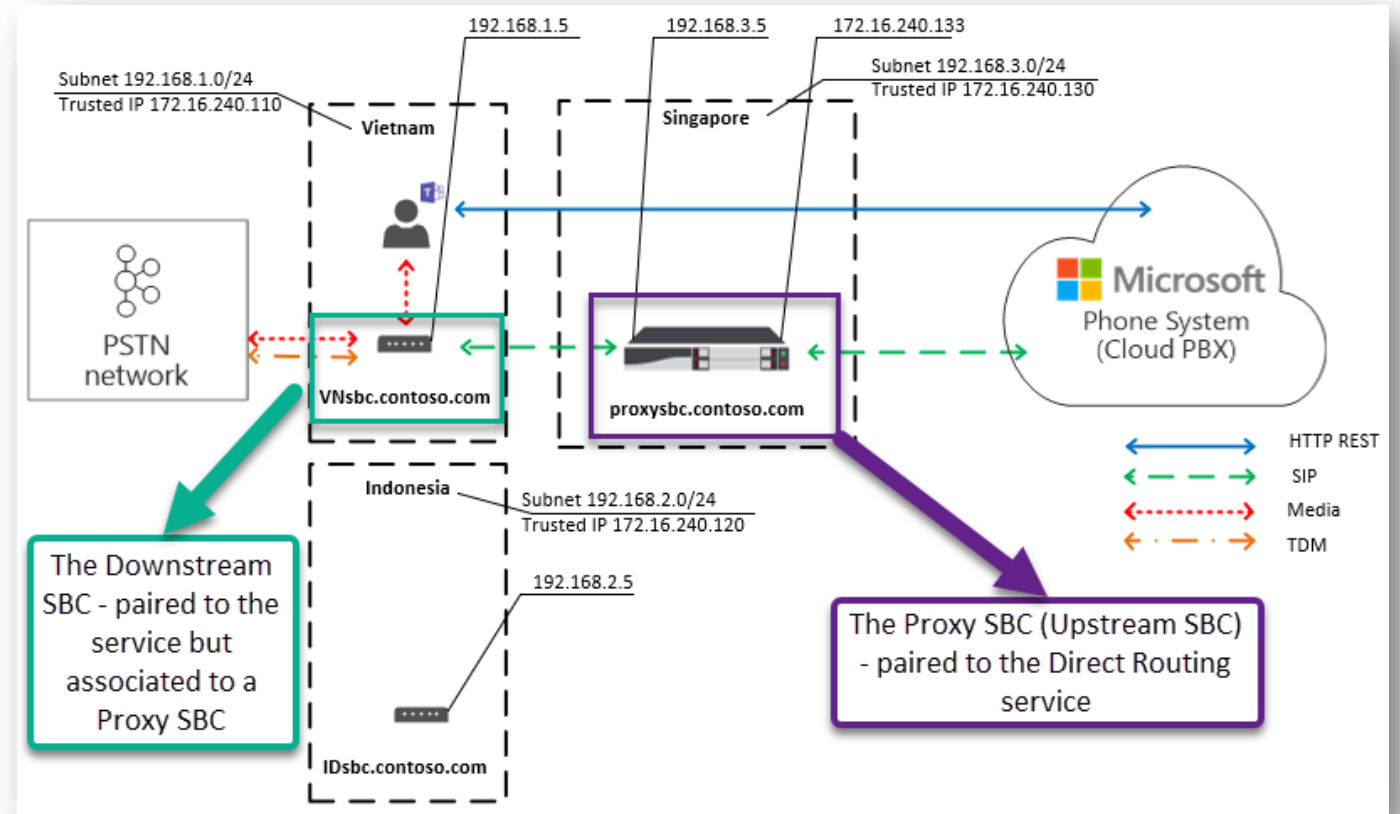 192.168.1.5
192.168.3.5
172.16.240.133
Subnet 192.168.1.0/24
Trusted IP 172.16.240.110
Subnet 192.168.3.0/24
Trusted IP 172.16.240.130
Vietnam
Singapore
T
PSTN
network
VNsbc.contoso.com
proxysbc.contoso.com
Microsoft
Phone System
(Cloud PBX)
HTTP REST
SIP
Media
TDM
Indonesia
Subnet 192.168.2.0/24
Trusted IP 172.16.240.120
192.168.2.5
IDsbc.contoso.com
The Downstream
SBC - paired to the
service but
associated to a
Proxy SBC
The Proxy SBC (Upstream SBC)
- paired to the Direct Routing
service